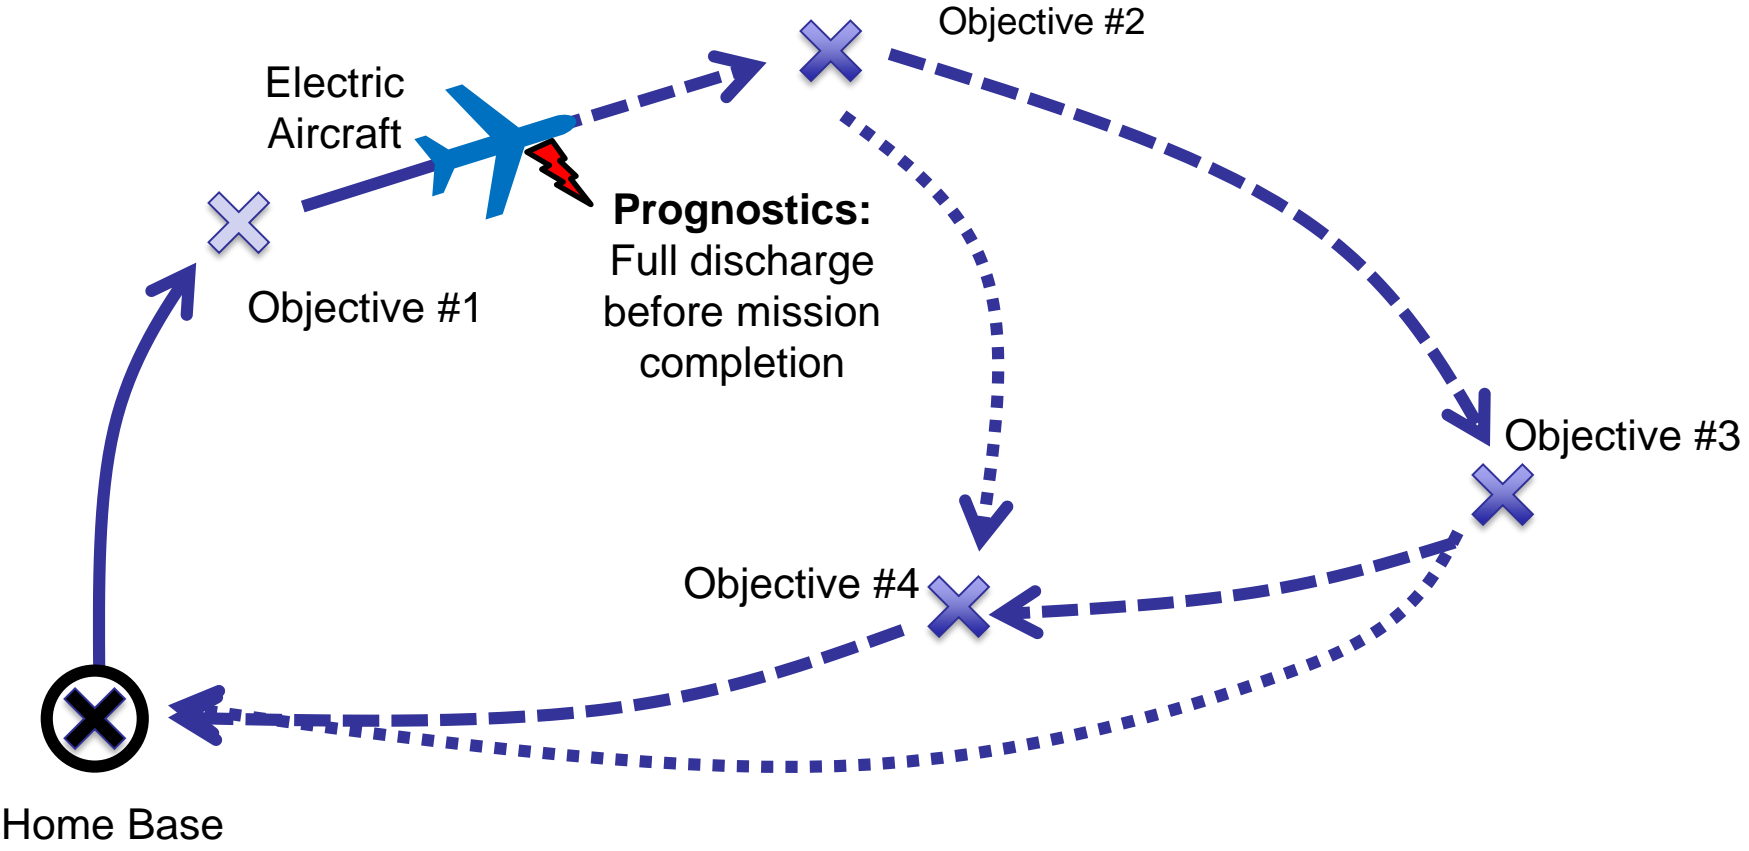 Objective #2
Electric
Aircraft
Prognostics:
Full discharge
before mission
completion
Objective #1
Objective #3
Objective #4
Home Base